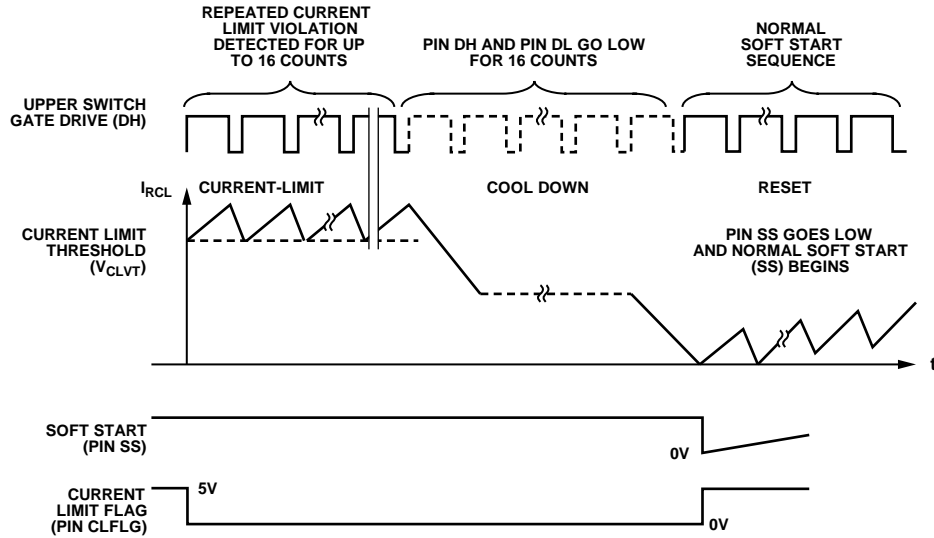 REPEATED CURRENT
LIMIT VIOLATION
DETECTED FOR UP
TO 16 COUNTS
PIN DH AND PIN DL GO LOW
FOR 16 COUNTS
NORMAL
SOFT START
SEQUENCE
UPPER SWITCH
GATE DRIVE (DH)
IRCL
CURRENT-LIMIT
COOL DOWN
RESET
CURRENT LIMIT
THRESHOLD
(VCLVT)
PIN SS GOES LOW
AND NORMAL SOFT START
(SS) BEGINS
t
SOFT START
(PIN SS)
0V
CURRENT
LIMIT FLAG
(PIN CLFLG)
5V
0V